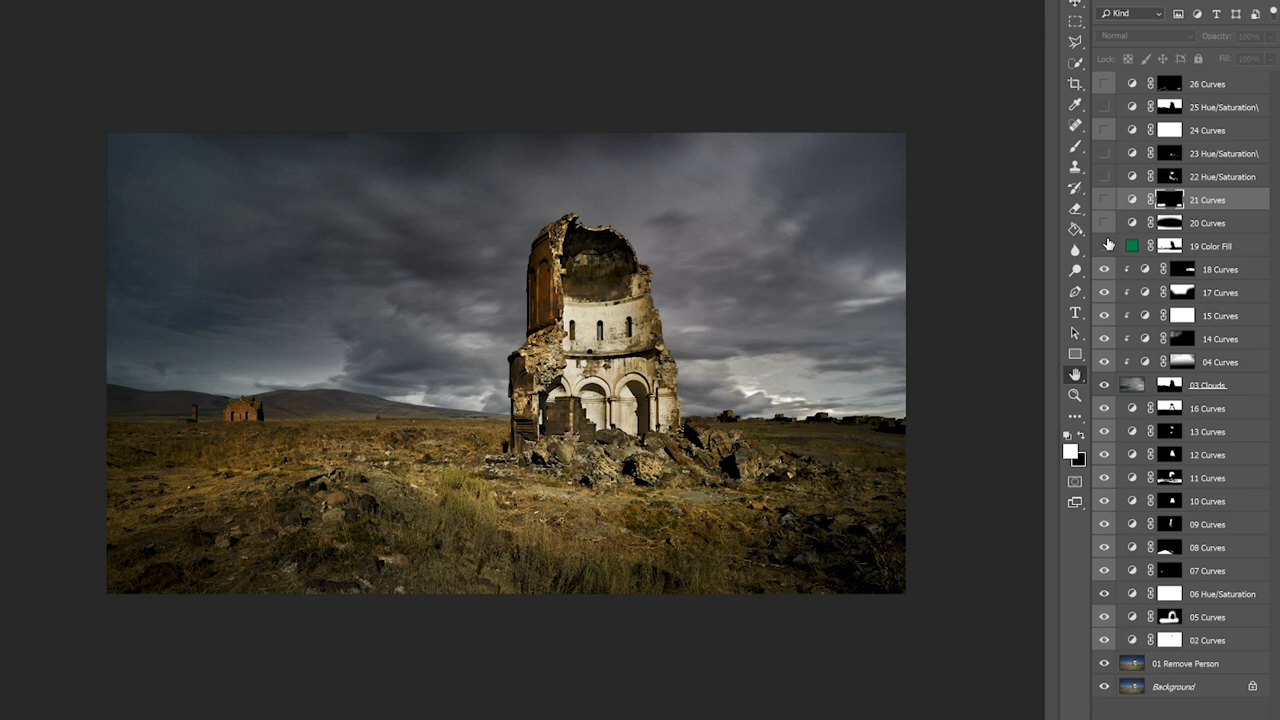 Kind
Normal Opacity: 100%
Lock: Fill: 100%
26 Curves
25 Hue/Saturation\
24 Curves
23 Hue/Saturation\
22 Hue/Saturation
21 Curves
20 Curves
19 Color Fill
18 Curves
17 Curves
15 Curves
14 Curves
04 Curves
03 Clouds
16 Curves
13 Curves
12 Curves
11 Curves
10 Curves
09 Curves
08 Curves
07 Curves
06 Hue/Saturation
05 Curves
02 Curves
01 Remove Person
Background